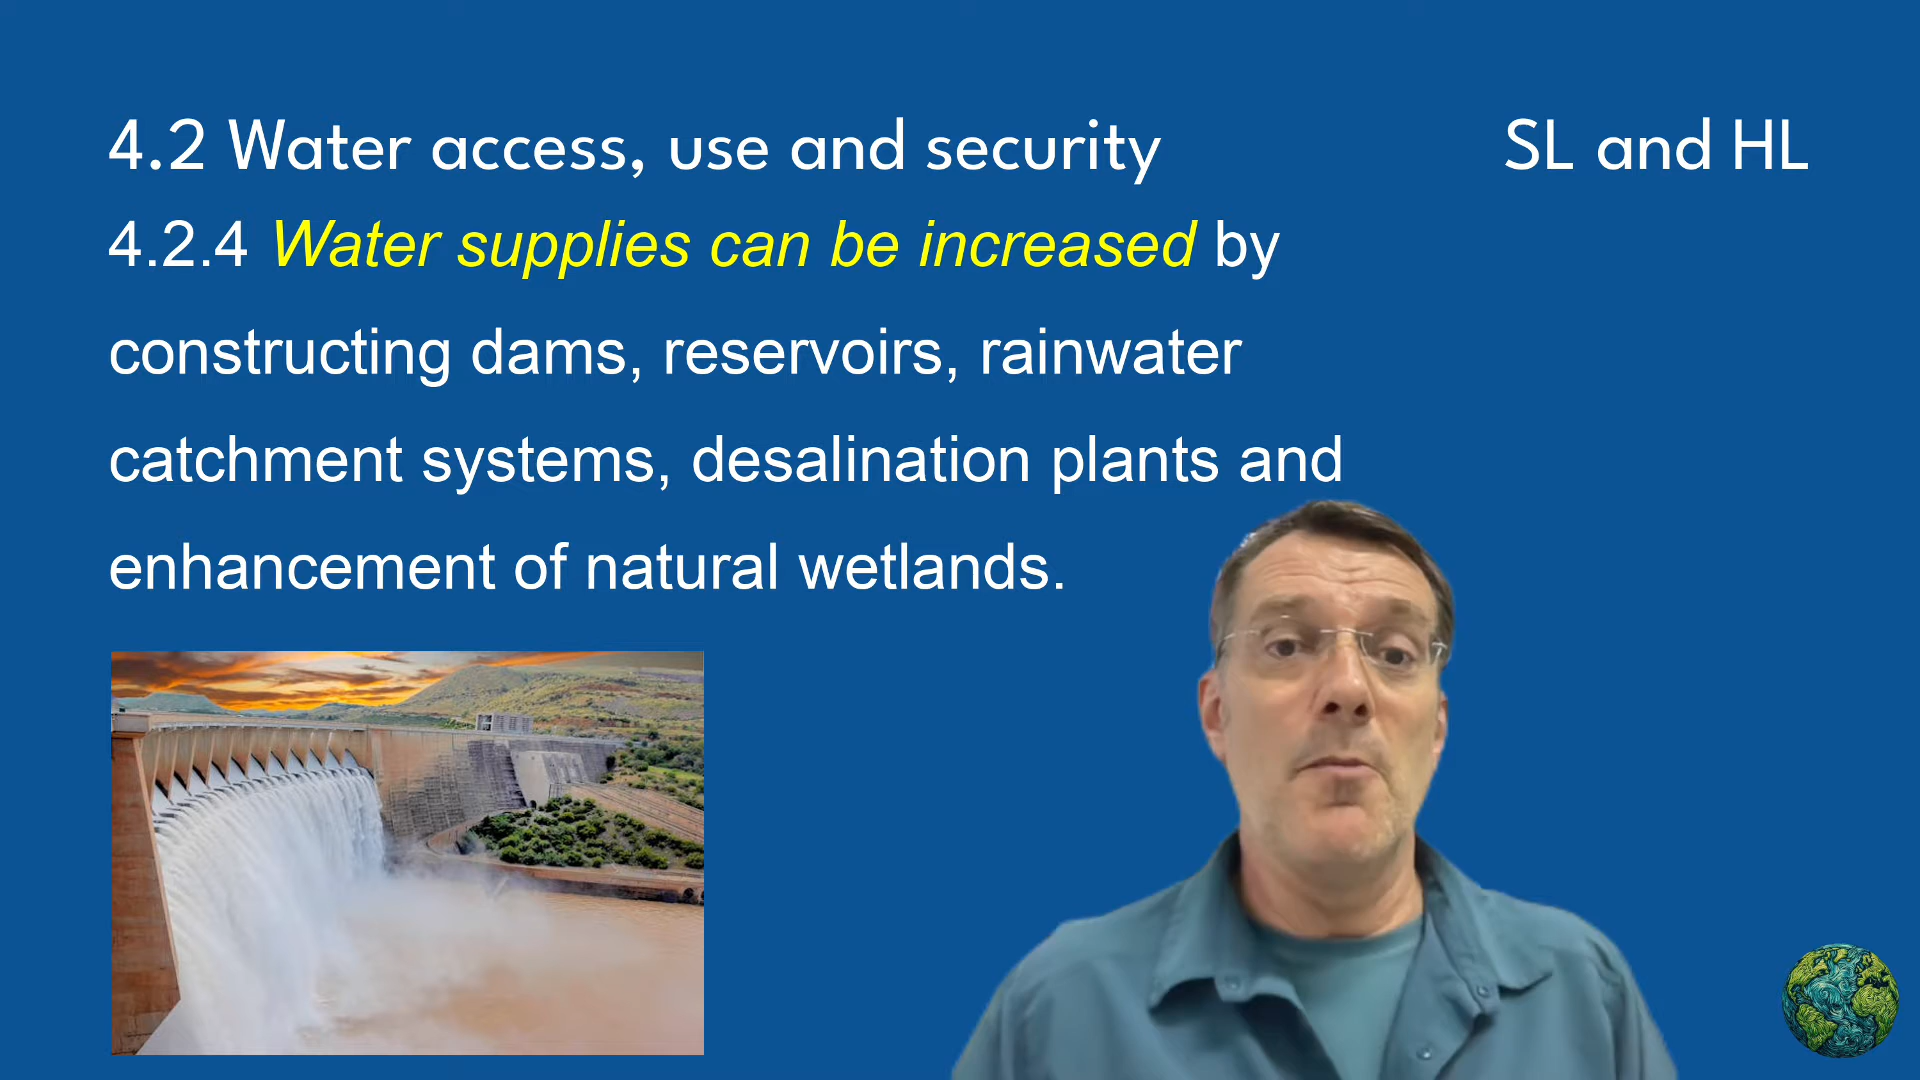 4.2 Water access, use and security
SL and HL
4.2.4 Water supplies can be increased by
constructing dams, reservoirs, rainwater
catchment systems, desalination plants and
enhancement of natural wetlands.